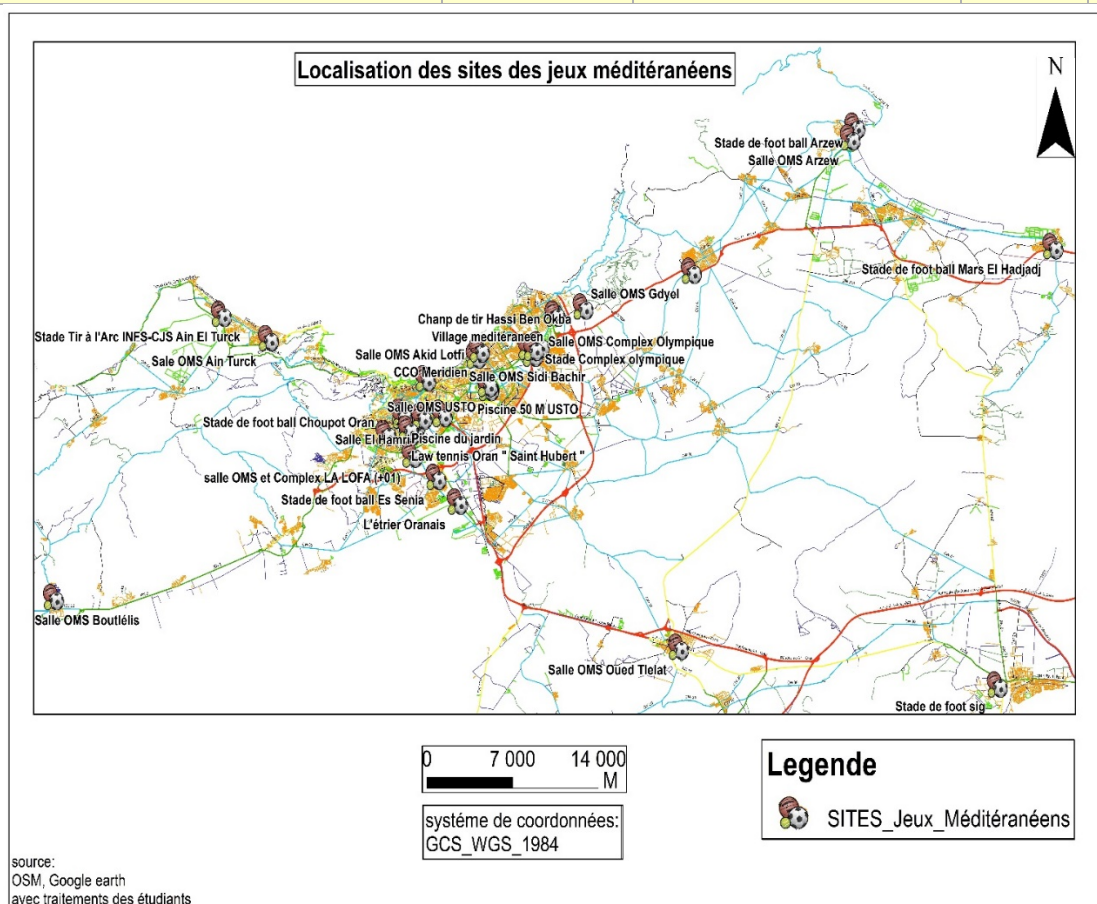 Localisation des sites des jeux méditéranéens
N
Stade de foot ball Arzew
Salle OMS Arzew
Stade de foot ball Mars El Hadjadj
Salle OMS Gdyel
Chanp de tir Hassi Ben Okba
Stade Tir à l'Arc INFS-CJS Ain El Turck
Village mediteraneen
Salle OMS Complex Olympique
Sale OMS Ain Turck
Salle OMS Akid Lotfi
Stade Complex olympique
CCO Meridien
Salle OMS Sidi Bachir
Salle OMS USTO
Piscine 50 M USTO
Stade de foot ball Choupot Oran
Salle El Hamri
Piscine du jardin
Law tennis Oran " Saint Hubert "
salle OMS et Complex LA LOFA (+01)
Stade de foot ball Es Senia
L'étrier Oranais
Salle OMS Boutlélis
Salle OMS Oued Tlelat
Stade de foot sig
0 7 000 14 000
M
systéme de coordonnées:
GCS_WGS_1984
Legende
SITES_Jeux_Méditéranéens
source:
OSM, Google earth
avec traitements des étudiants